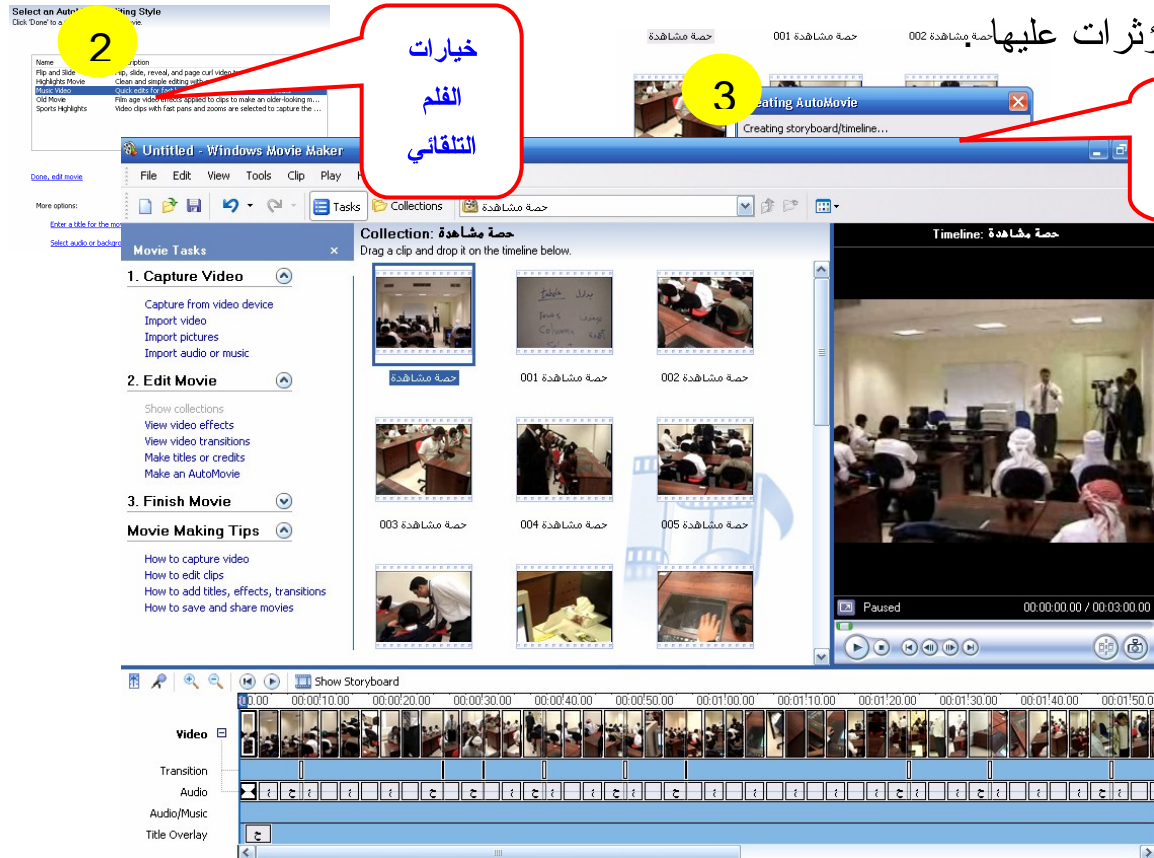 Select an Auto iting Style
Click 'Done' to a vie.
Name ription
Flip and Slide lip, slide, reveal, and page curl video t
Highlights Movie Clean and simple editing with
Music Video Quick edits for fast
Old Movie Film age video effects applied to clips to make an older-looking m...
Sports Highlights Video clips with fast pans and zooms are selected to capture the ...
Done, edit movie
More options:
Enter a title for the mov
Select audio or backgro
2
خيارات
الفلم
التلقائي
حصة مشاهدة
حصة مشاهدة 001
حصة مشاهدة 002
ؤثرات عليها.
3
eating AutoMovie
Creating storyboard/timeline...
Untitled - Windows Movie Maker
File Edit View Tools Clip Play H
Tasks Collections حصة مشاهدة
Movie Tasks ×
1. Capture Video
Capture from video device
Import video
Import pictures
Import audio or music
2. Edit Movie
Show collections
View video effects
View video transitions
Make titles or credits
Make an AutoMovie
3. Finish Movie
Movie Making Tips
How to capture video
How to edit clips
How to add titles, effects, transitions
How to save and share movies
Collection: حصة مشاهدة
Drag a clip and drop it on the timeline below.
حصة مشاهدة
حصة مشاهدة 001
حصة مشاهدة 002
حصة مشاهدة 003
حصة مشاهدة 004
حصة مشاهدة 005
Timeline: حصة مشاهدة
Paused 00:00:00.00 / 00:03:00.00
Show Storyboard
00.00 00:00:10.00 00:00:20.00 00:00:30.00 00:00:40.00 00:00:50.00 00:01:00.00 00:01:10.00 00:01:20.00 00:01:30.00 00:01:40.00 00:01:50.0
Video
Transition
Audio
Audio/Music
Title Overlay